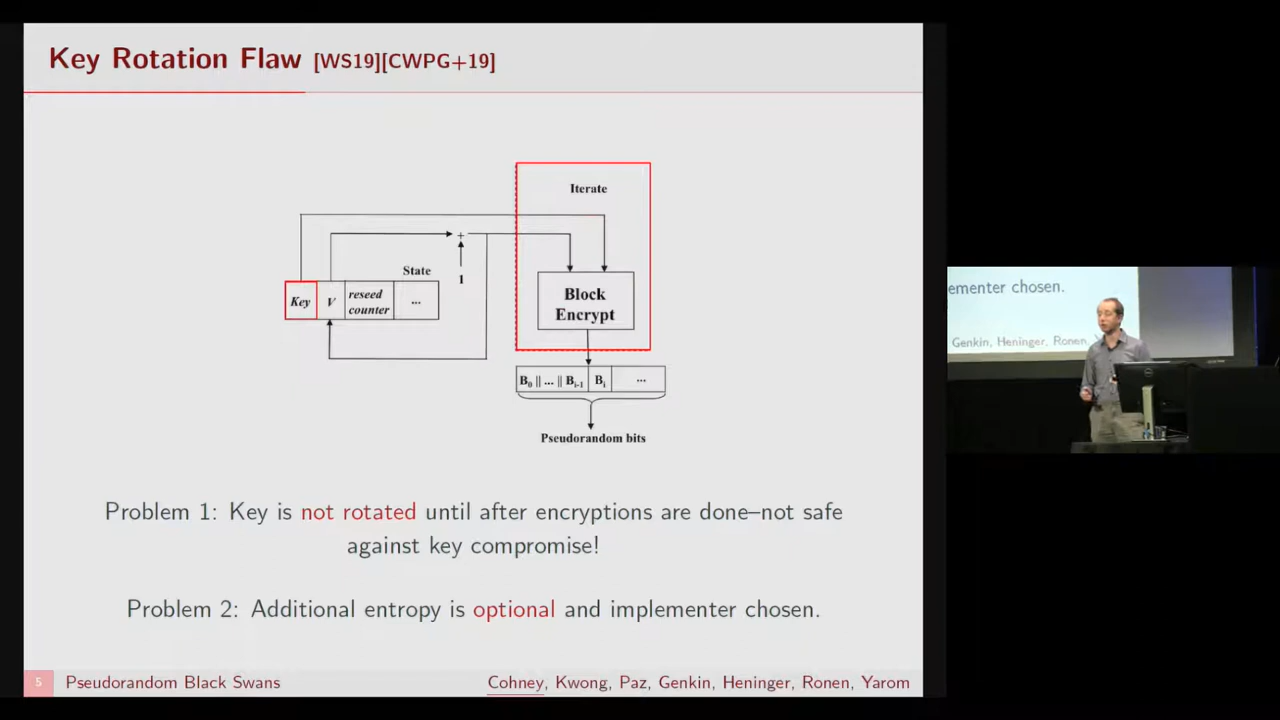 Key Rotation Flaw [WS19][CWPG+19]
Iterate
+
1
State
Key
V
reseed
counter
...
Block
Encrypt
B0 || ... || Bi-1
Bi
...
Pseudorandom bits
Problem 1: Key is not rotated until after encryptions are done–not safe
against key compromise!
Problem 2: Additional entropy is optional and implementer chosen.
5
Pseudorandom Black Swans
Cohney, Kwong, Paz, Genkin, Heninger, Ronen, Yarom
ementer chosen.
Genkin, Heninger, Ronen,